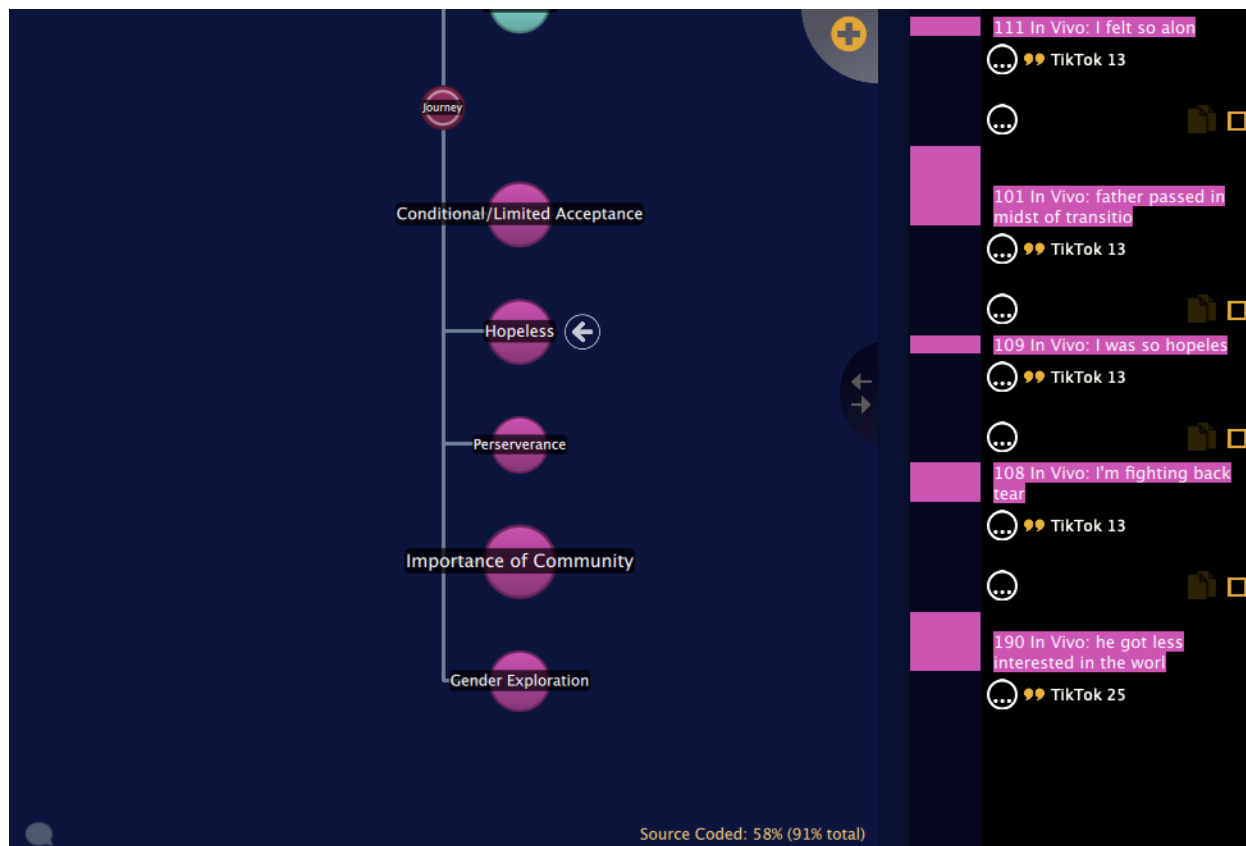 Journey
Conditional/Limited Acceptance
Hopeless
Perserverance
Importance of Community
Gender Exploration
Source Coded: 58% (91% total)
111 In Vivo: I felt so alon
TikTok 13
101 In Vivo: father passed in
midst of transitio
TikTok 13
109 In Vivo: I was so hopeles
TikTok 13
108 In Vivo: I'm fighting back
tear
TikTok 13
190 In Vivo: he got less
interested in the worl
TikTok 25